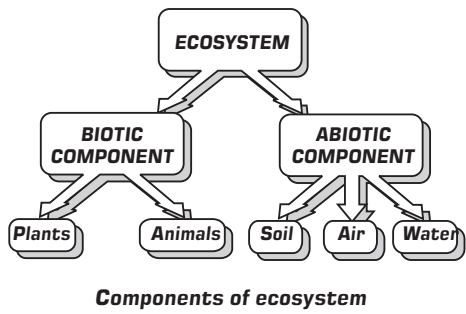 ECOSYSTEM
BIOTIC
COMPONENT
ABIOTIC
COMPONENT
Plants
Animals
Soil
Air
Water
Components of ecosystem